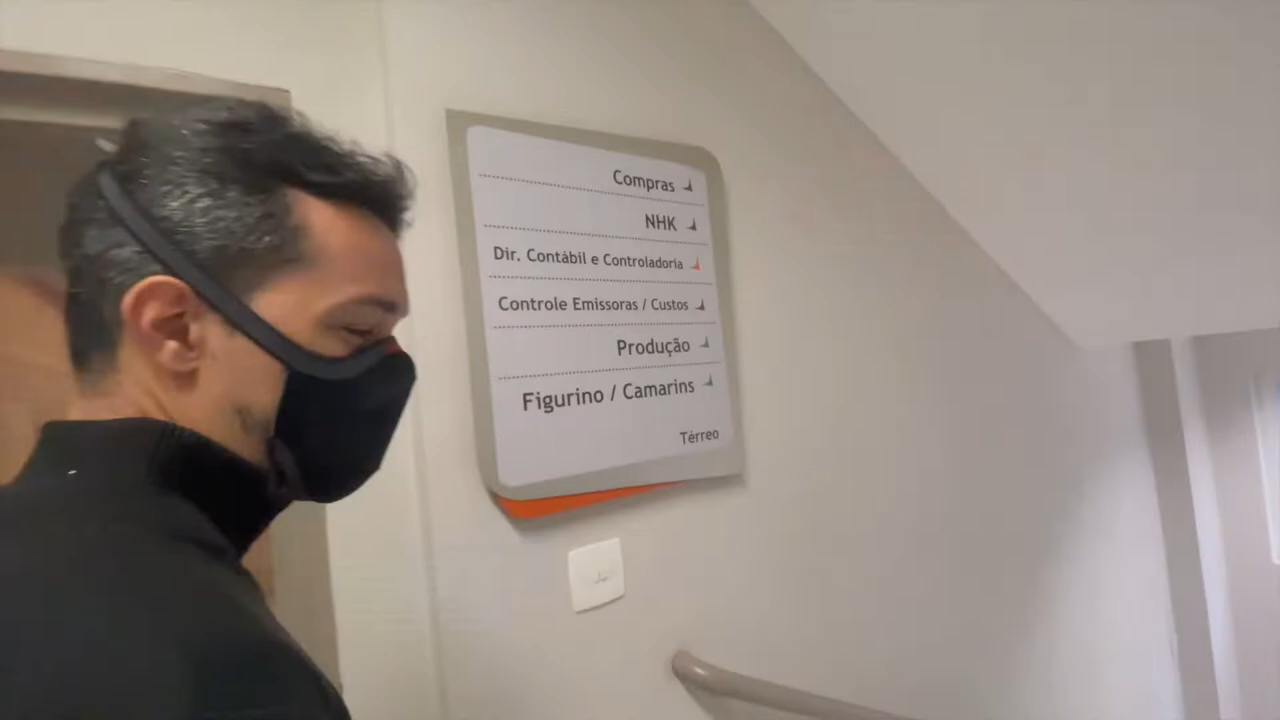 Compras
NHK
Dir. Contábil e Controladoria
Controle Emissoras / Custos
Produção
Figurino / Camarins
Térreo